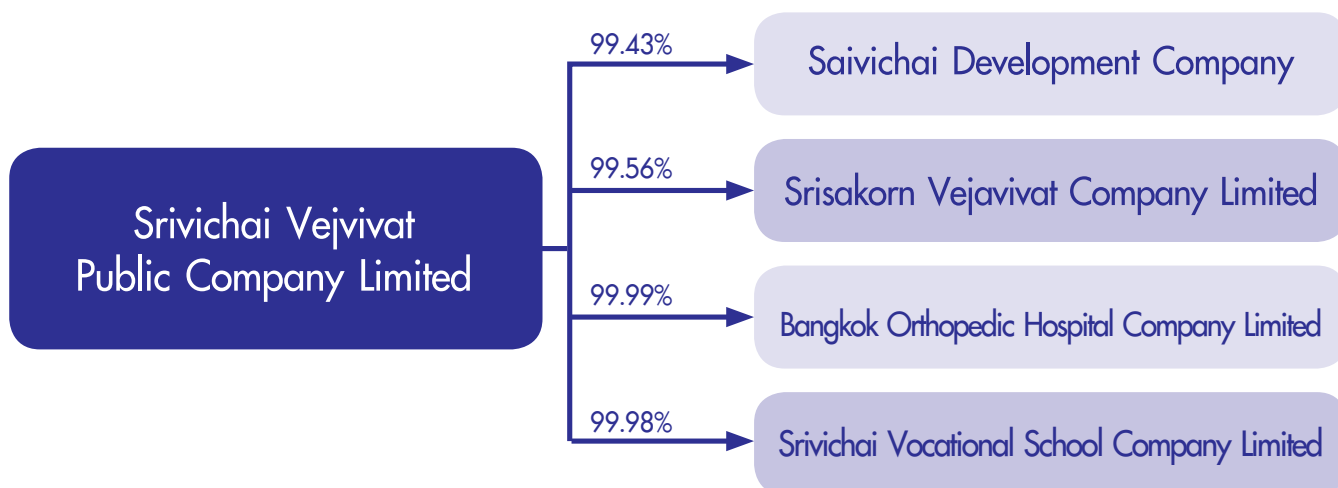 99.43%
Saivichai Development Company
99.56%
Srisakorn Vejavivat Company Limited
Srivichai Vejvivat
Public Company Limited
99.99%
Bangkok Orthopedic Hospital Company Limited
99.98%
Srivichai Vocational School Company Limited